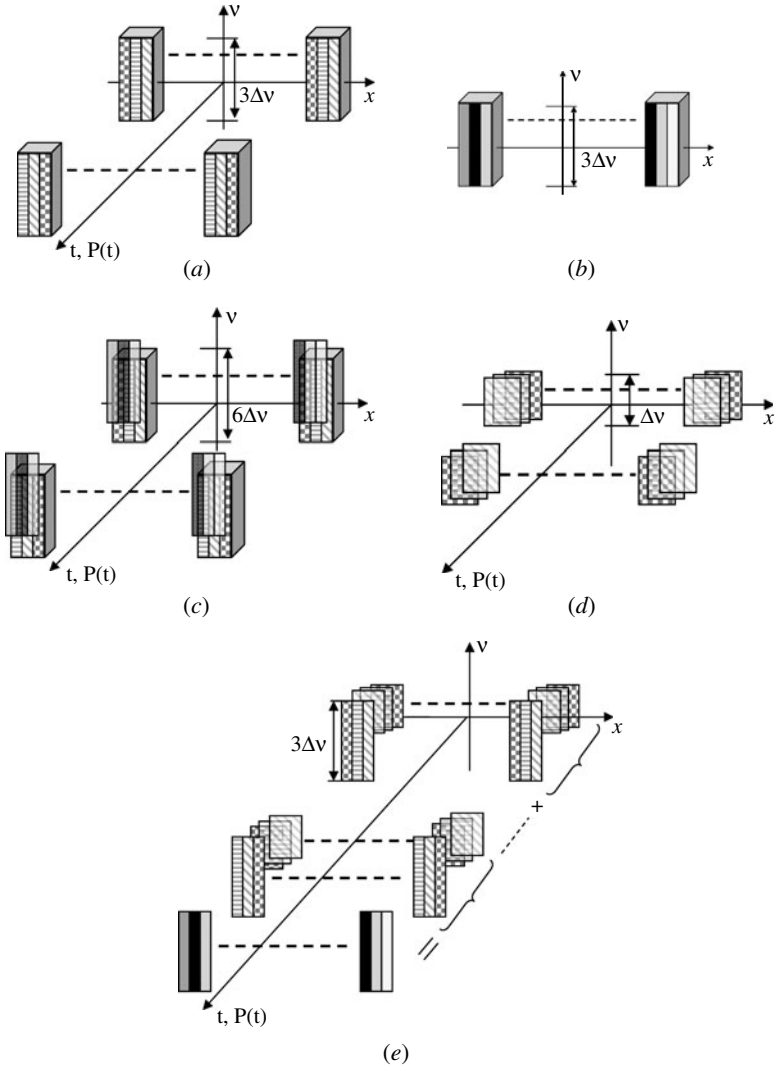 ν
x
3Δν
t, P(t)
(a)
ν
x
3Δν
(b)
ν
x
6Δν
t, P(t)
(c)
ν
x
Δν
t, P(t)
(d)
ν
x
3Δν
+
=
t, P(t)
(e)